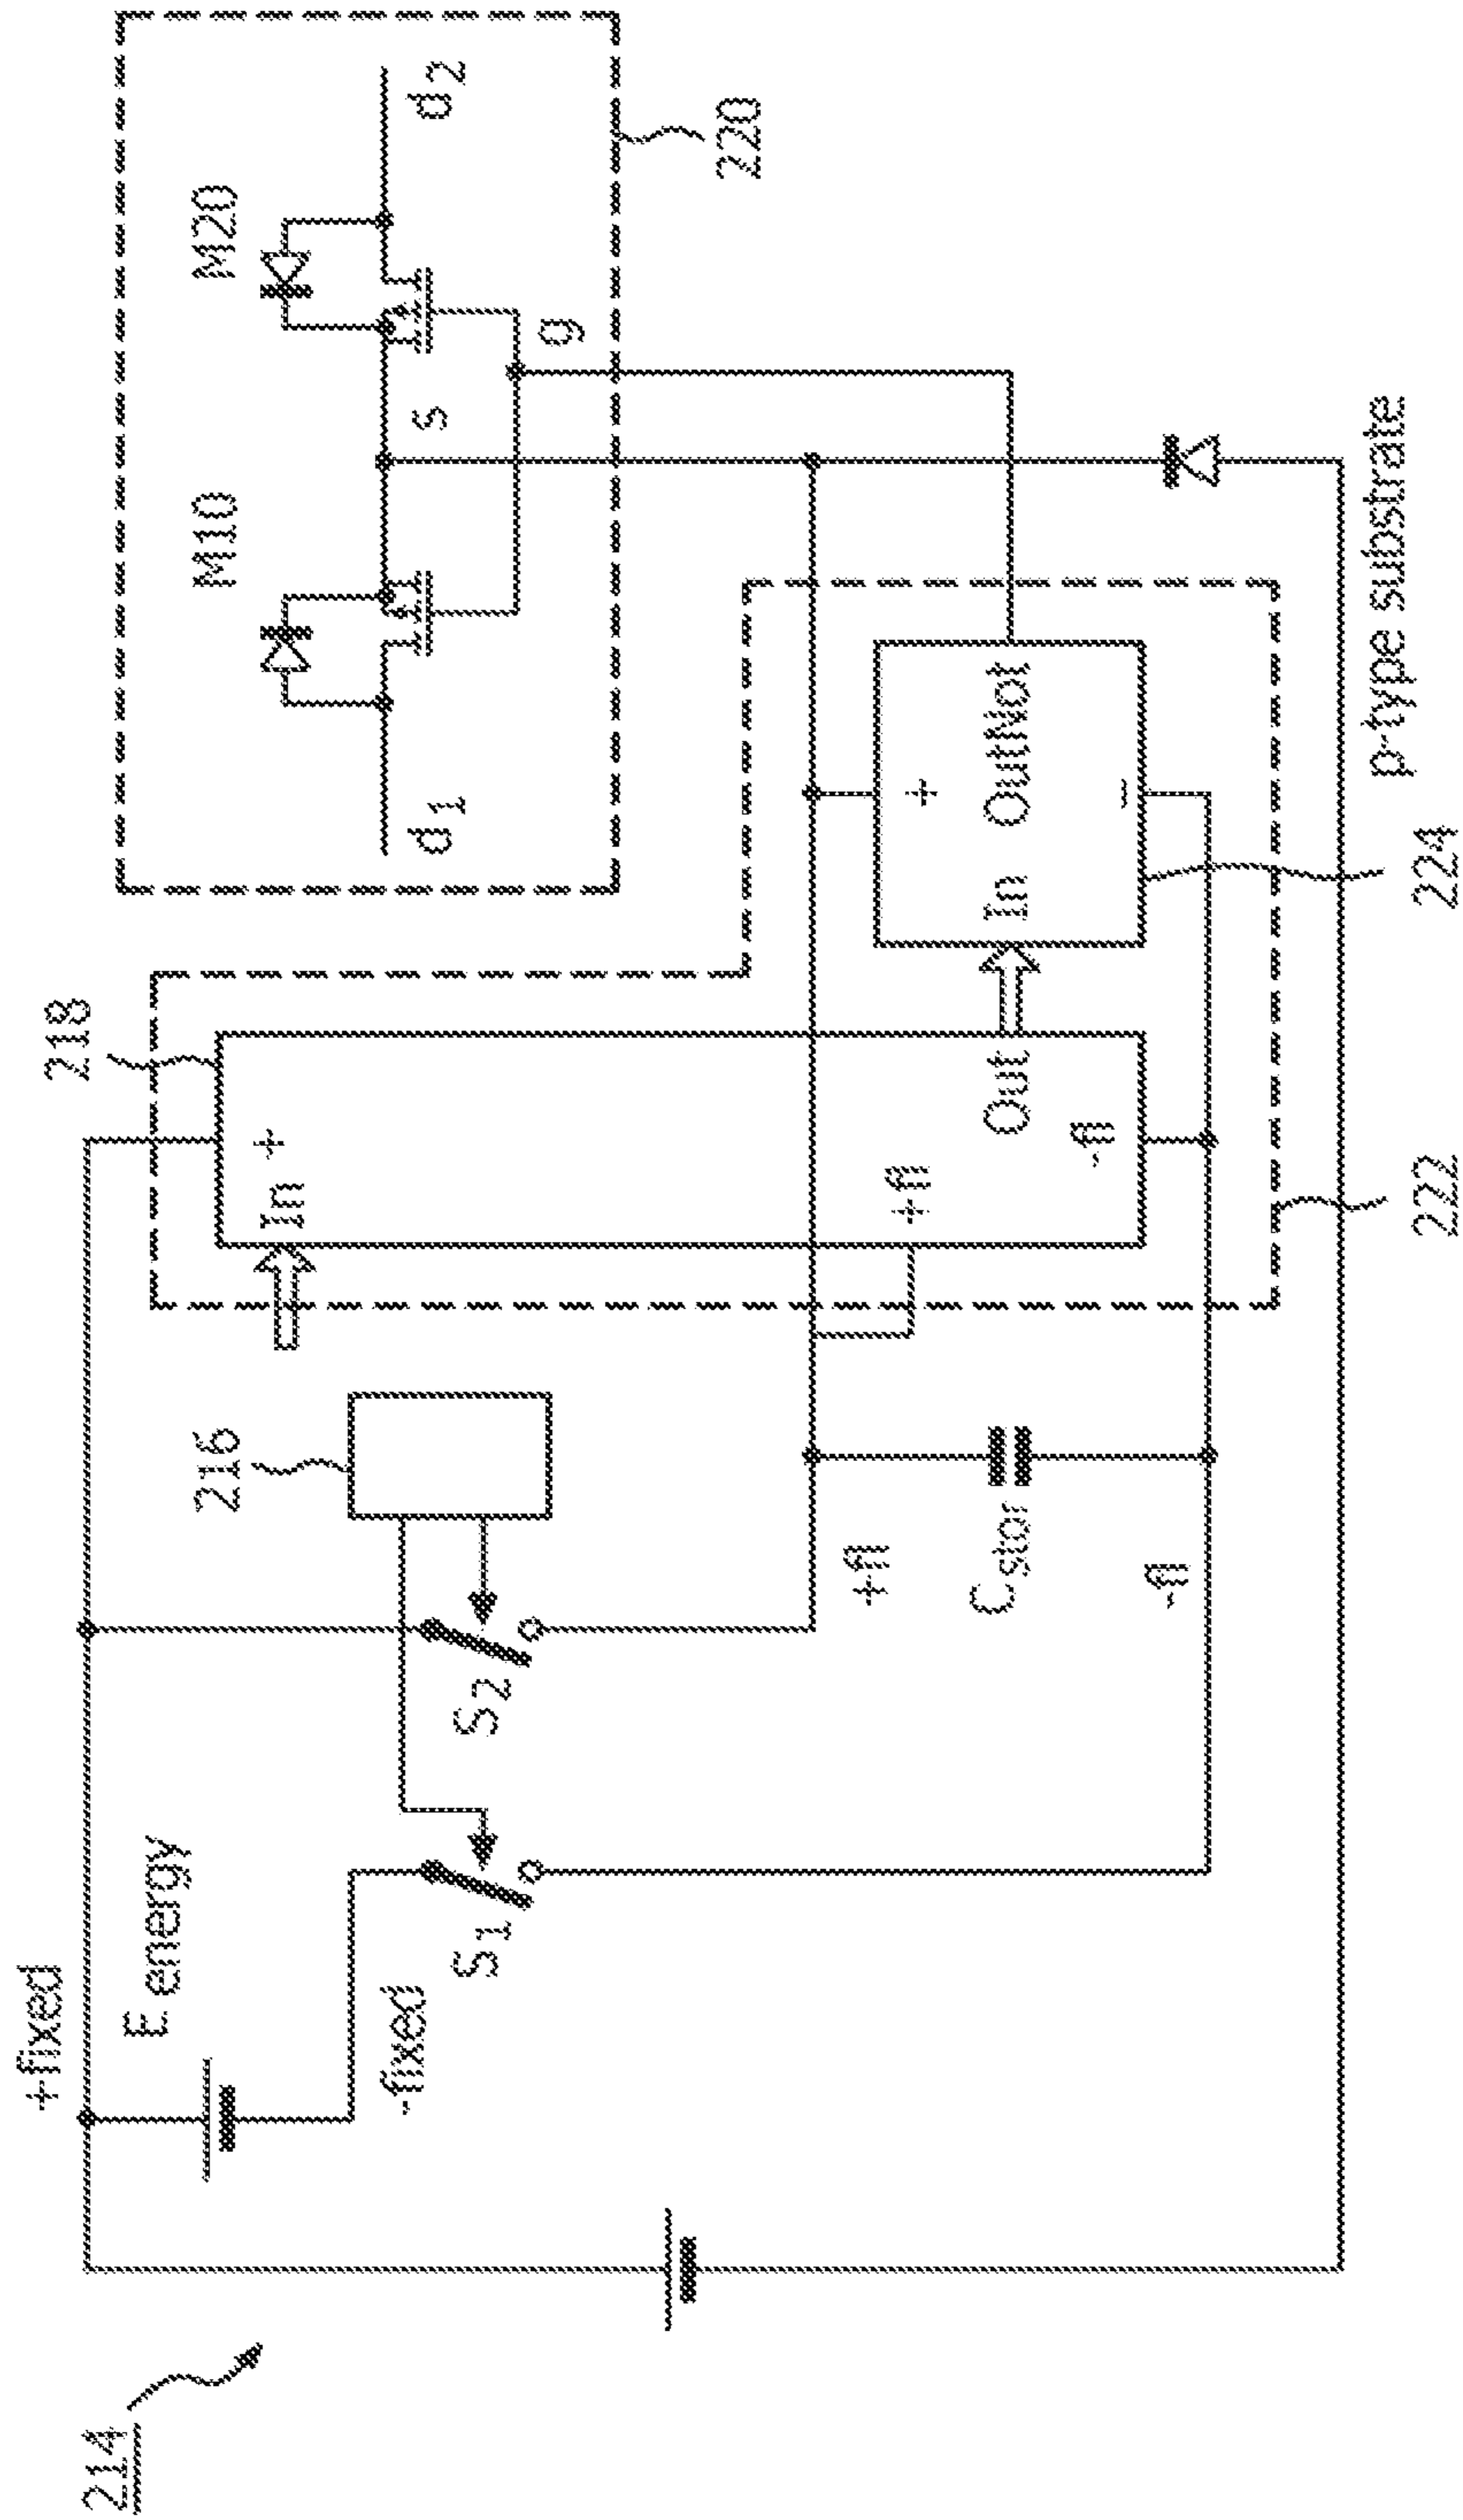 214
+fixed
E energy
-fixed
S1
S2
216
218
In
+
+fl
Out
-fl
+fl
Cstor
-fl
222
In
OutNot
+
−
224
M10
M20
d1
s
g
d2
220
p-type substrate